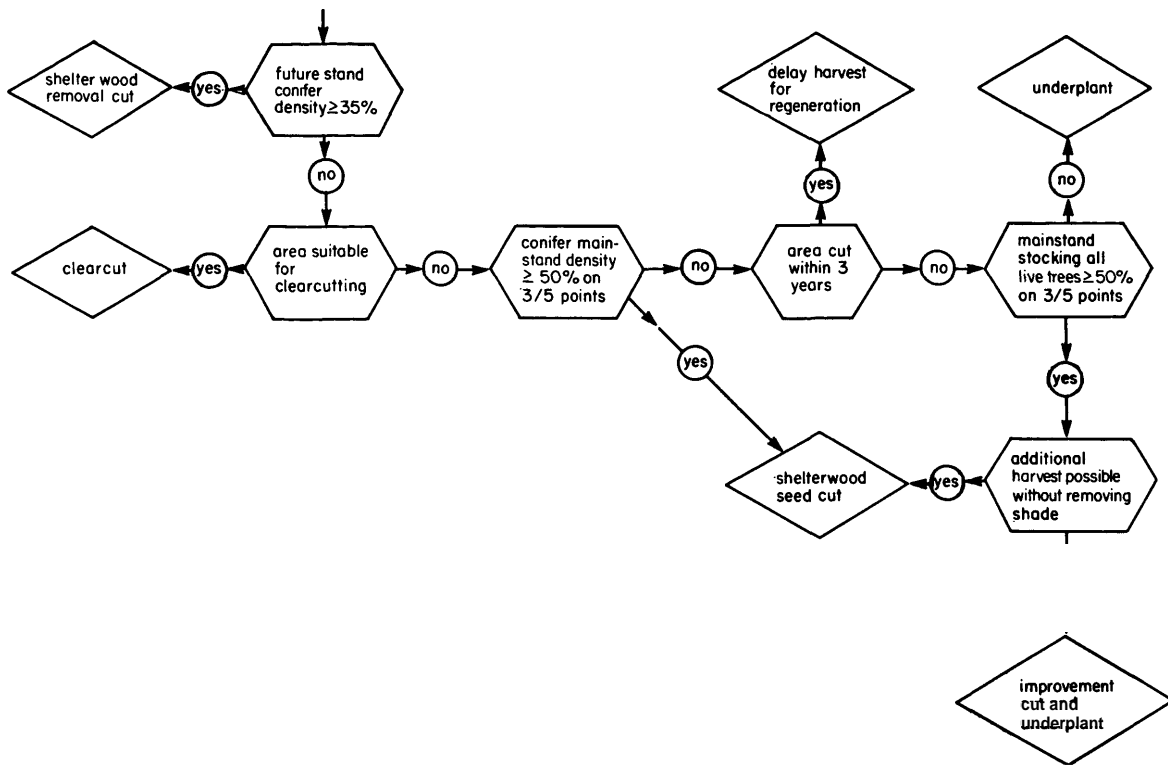 shelter wood
removal cut
yes
future stand
conifer
density≥35%
delay harvest
for
regeneration
underplant
no
yes
no
clearcut
yes
area suitable
for
clearcutting
no
conifer main-
stand density
≥ 50% on
3/5 points
no
area cut
within 3
years
no
mainstand
stocking all
live trees≥50%
on 3/5 points
yes
yes
shelterwood
seed cut
yes
additional
harvest possible
without removing
shade
improvement
cut and
underplant